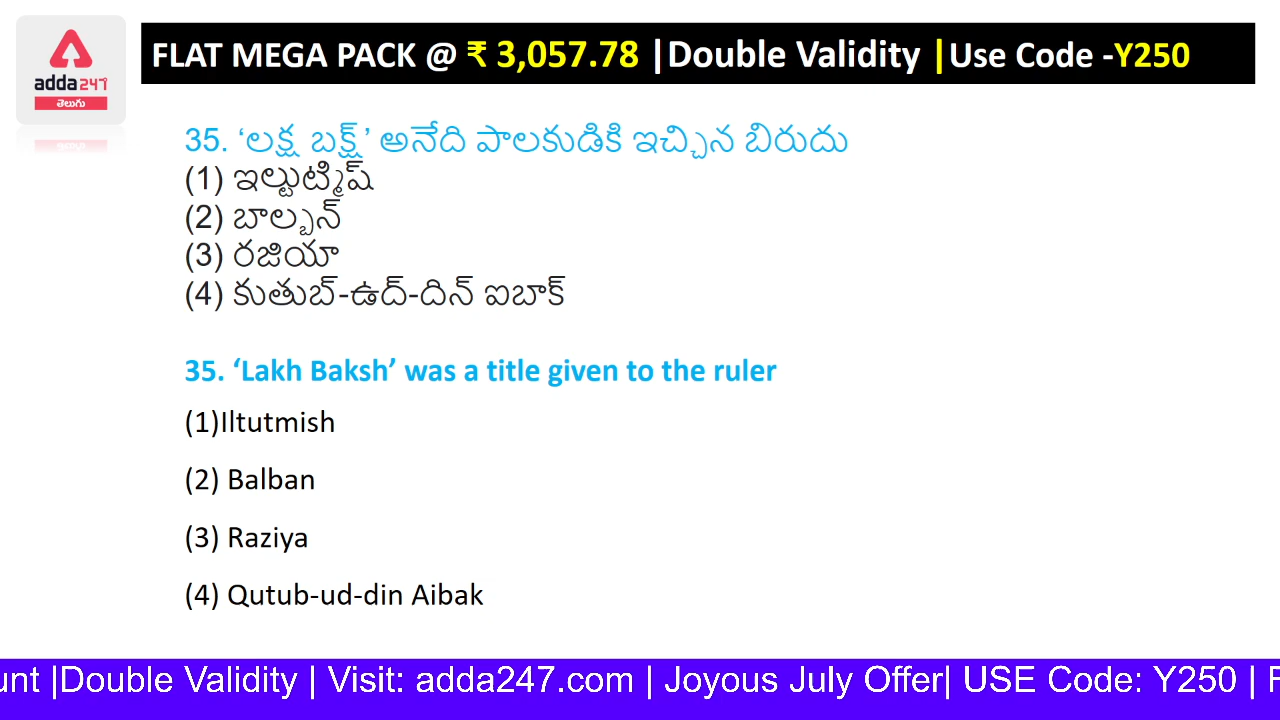 adda247
తెలుగు
FLAT MEGA PACK @ ₹ 3,057.78 |Double Validity |Use Code -Y250
35. ‘లక్ష బక్ష్’ అనేది పాలకుడికి ఇచ్చిన బిరుదు
(1) ఇల్టుట్మిష్
(2) బాల్బన్
(3) రజియా
(4) కుతుబ్-ఉద్-దిన్ ఐబాక్
35. ‘Lakh Baksh’ was a title given to the ruler
(1)Iltutmish
(2) Balban
(3) Raziya
(4) Qutub-ud-din Aibak
unt |Double Validity | Visit: adda247.com | Joyous July Offer| USE Code: Y250 | F